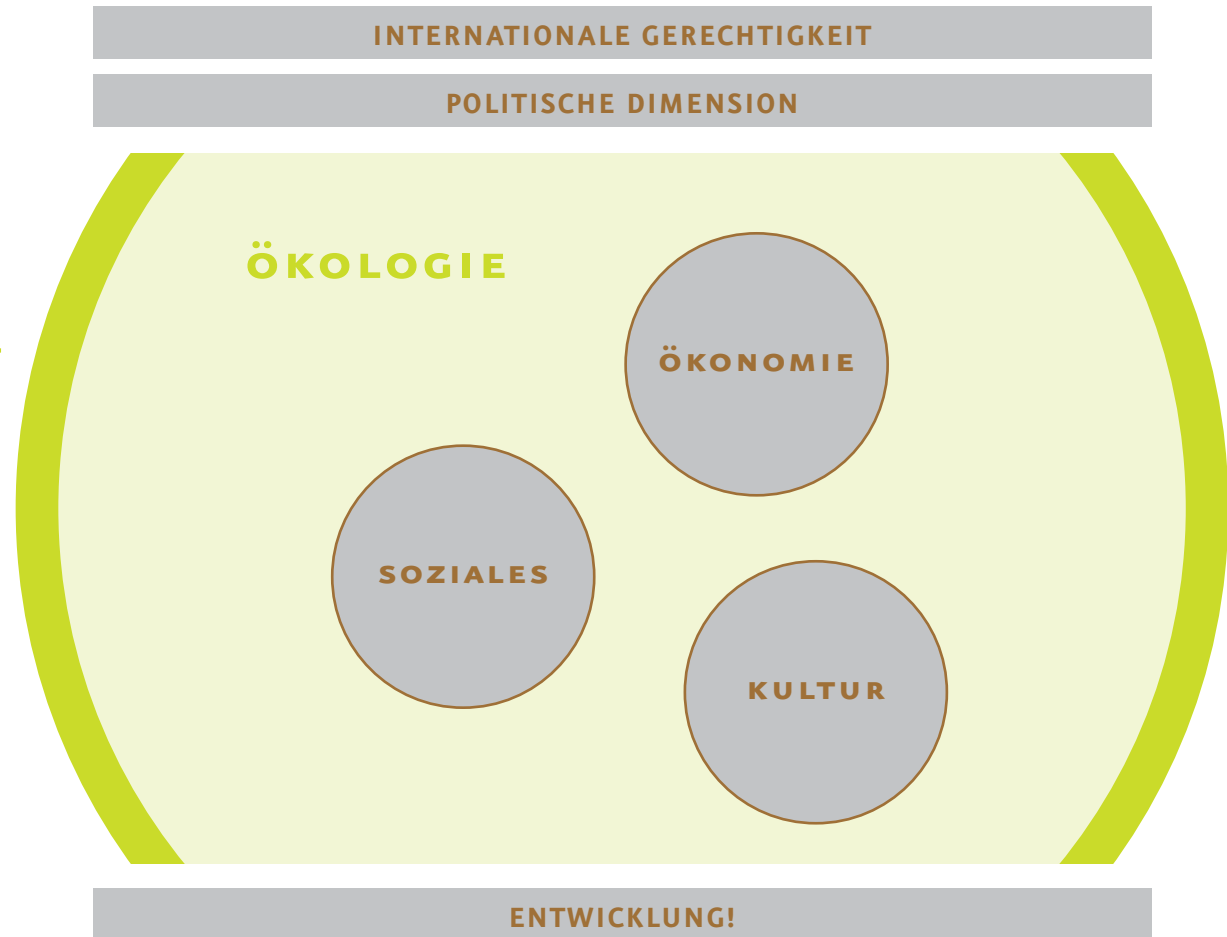 INTERNATIONALE GERECHTIGKEIT
POLITISCHE DIMENSION
ÖKOLOGIE
ÖKONOMIE
SOZIALES
KULTUR
ENTWICKLUNG!